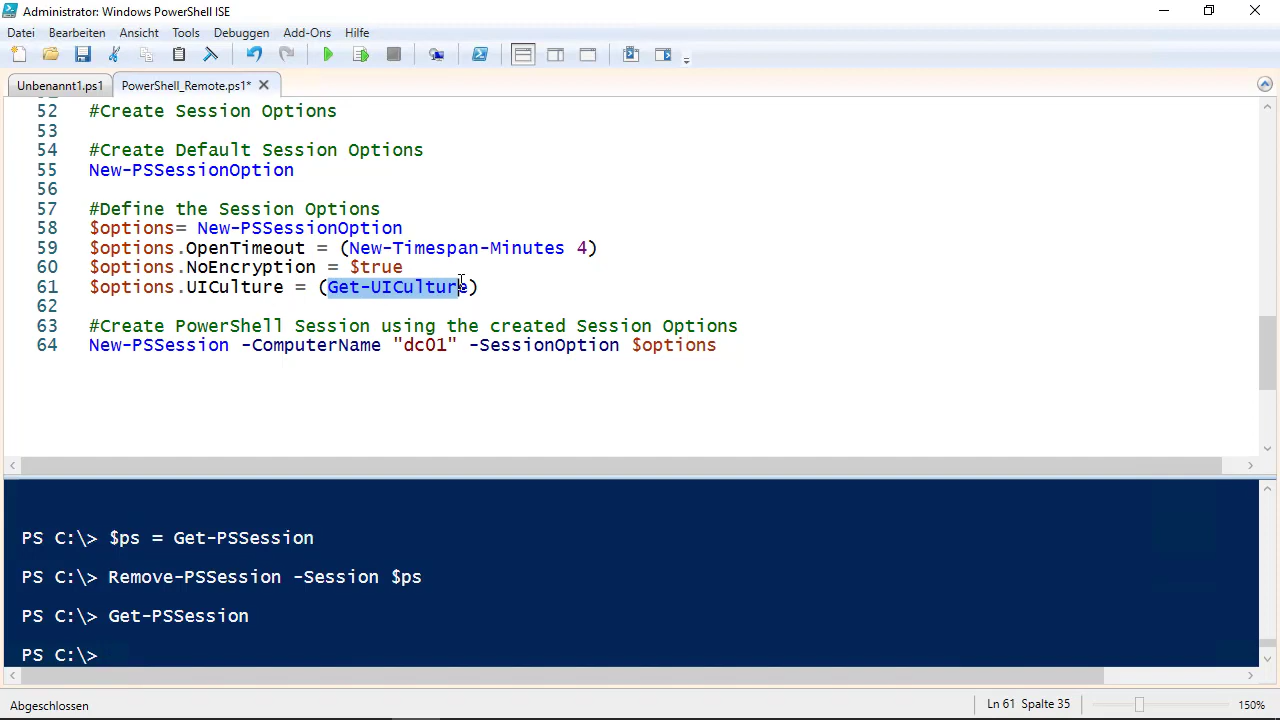 Administrator: Windows PowerShell ISE
Datei Bearbeiten Ansicht Tools Debuggen Add-Ons Hilfe
Unbenannt1.ps1 PowerShell_Remote.ps1*
52 #Create Session Options
53
54 #Create Default Session Options
55 New-PSSessionOption
56
57 #Define the Session Options
58 $options= New-PSSessionOption
59 $options.OpenTimeout = (New-Timespan-Minutes 4)
60 $options.NoEncryption = $true
61 $options.UICulture = (Get-UICulture)
62
63 #Create PowerShell Session using the created Session Options
64 New-PSSession -ComputerName "dc01" -SessionOption $options
PS C:\> $ps = Get-PSSession
PS C:\> Remove-PSSession -Session $ps
PS C:\> Get-PSSession
PS C:\>
Abgeschlossen Ln 61 Spalte 35 150%